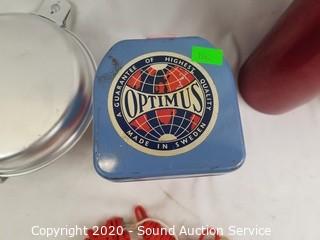 A GUARANTEE OF HIGHEST QUALITY
OPTIMUS
MADE IN SWEDEN
Copyright © 2020 - Sound Auction Service